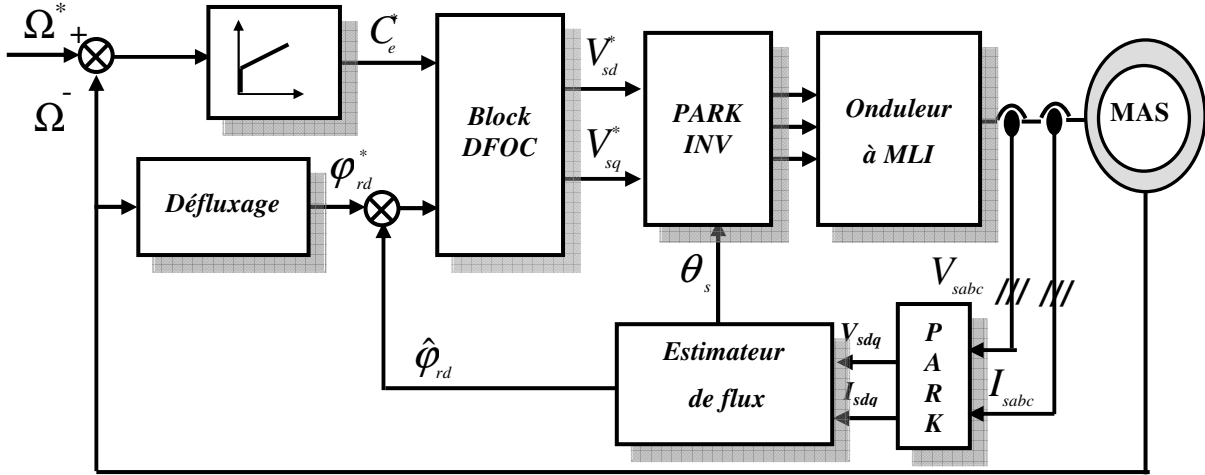 Ω* +
Ω -
C*e
Block
DFOC
V*sd
V*sq
PARK
INV
Onduleur
à MLI
MAS
Défluxage
φ*rd
θs
Vsabc
///
///
Estimateur
de flux
φ̂rd
Vsdq
Isdq
P
A
R
K
Isabc